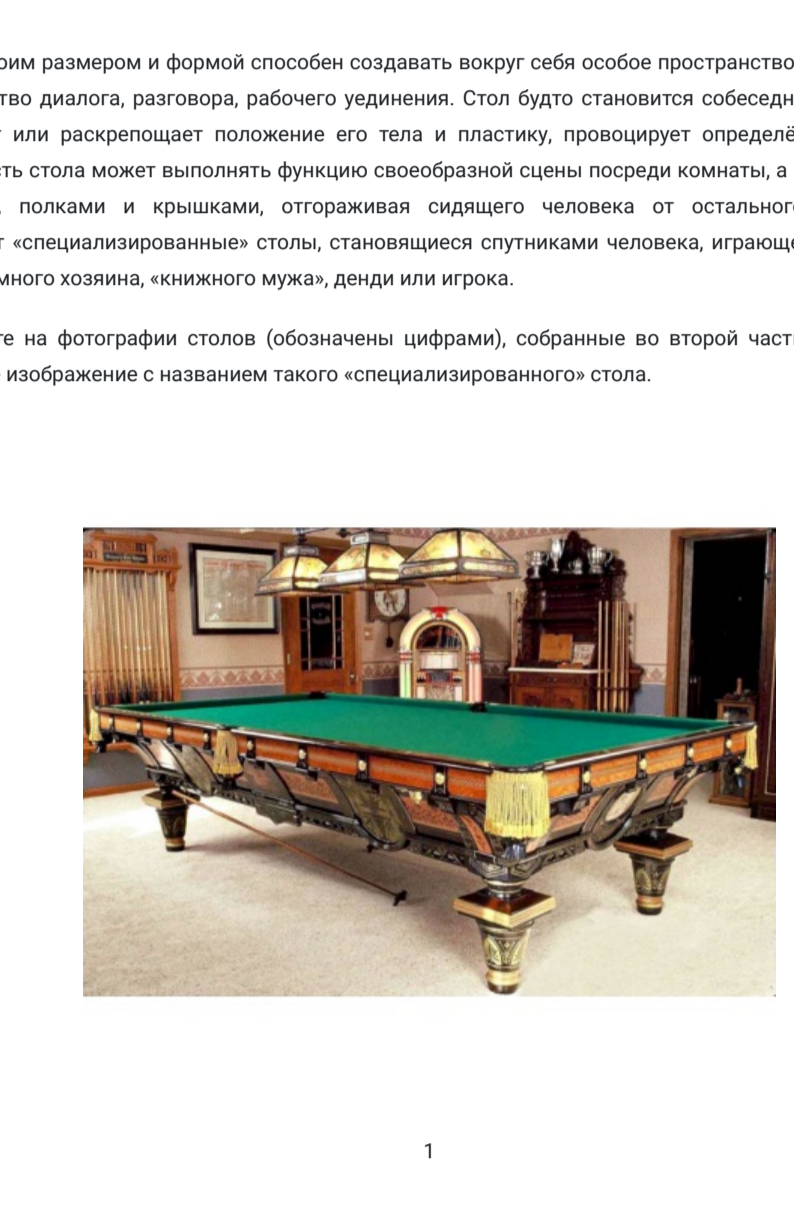 оим размером и формой способен создавать вокруг себя особое пространство
тво диалога, разговора, рабочего уединения. Стол будто становится собеседн
или раскрепощает положение его тела и пластику, провоцирует определё
сть стола может выполнять функцию своеобразной сцены посреди комнаты, а
, полками и крышками, отгораживая сидящего человека от остального
т «специализированные» столы, становящиеся спутниками человека, играюще
много хозяина, «книжного мужа», денди или игрока.
те на фотографии столов (обозначены цифрами), собранные во второй част
изображение с названием такого «специализированного» стола.
1